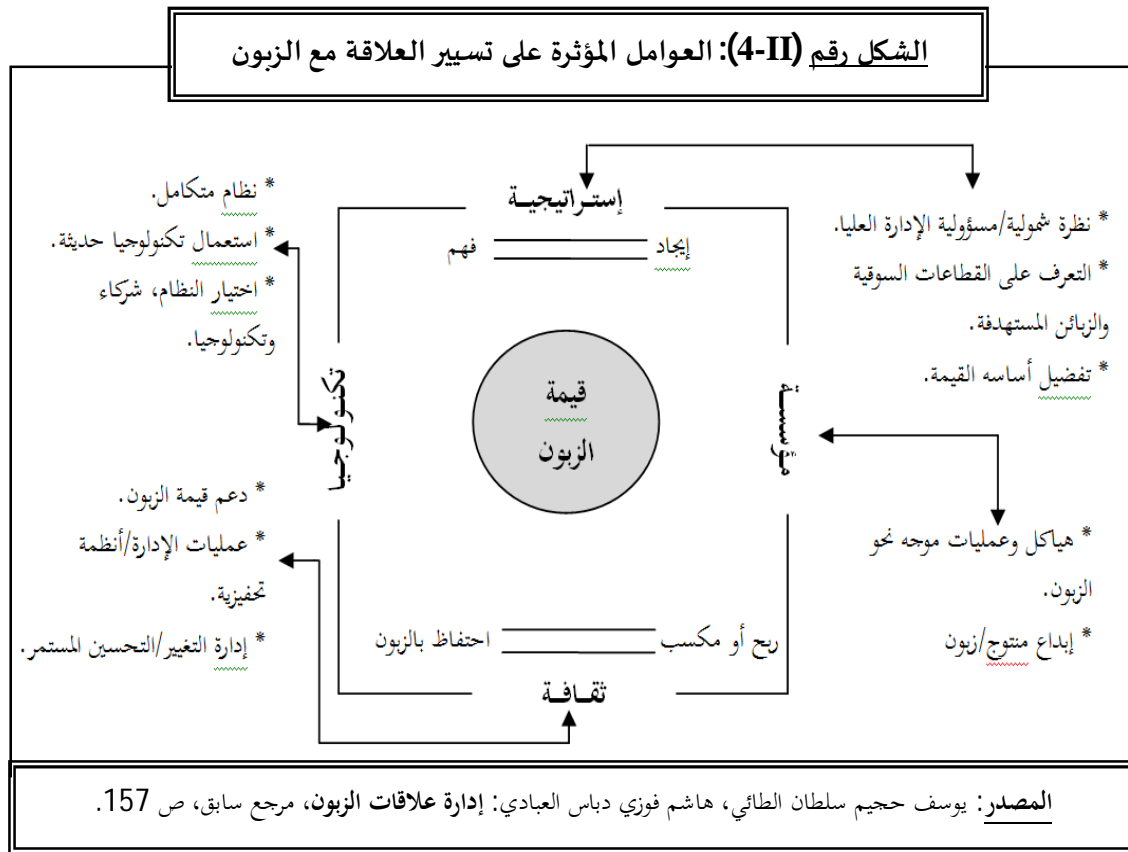 الشكل رقم (4-II): العوامل المؤثرة على تسيير العلاقة مع الزبون
* نظرة شمولية/مسؤولية الإدارة العليا.
* التعرف على القطاعات السوقية
والزبائن المستهدفة.
* تفضيل أساسه القيمة.
إستـراتيجيـة
إيجاد
فهم
* نظام متكامل.
* استعمال تكنولوجيا حديثة.
* اختيار النظام، شركاء
وتكنولوجيا.
مؤسسـة
قيمة
الزبون
تكنـولوجـيا
* هياكل وعمليات موجه نحو
الزبون.
* إبداع منتوج/زبون
ربح أو مكسب
احتفاظ بالزبون
ثقـافـة
* دعم قيمة الزبون.
* عمليات الإدارة/أنظمة
تحفيزية.
* إدارة التغيير/التحسين المستمر.
المصدر: يوسف حجيم سلطان الطائي، هاشم فوزي دباس العبادي: إدارة علاقات الزبون، مرجع سابق، ص 157.